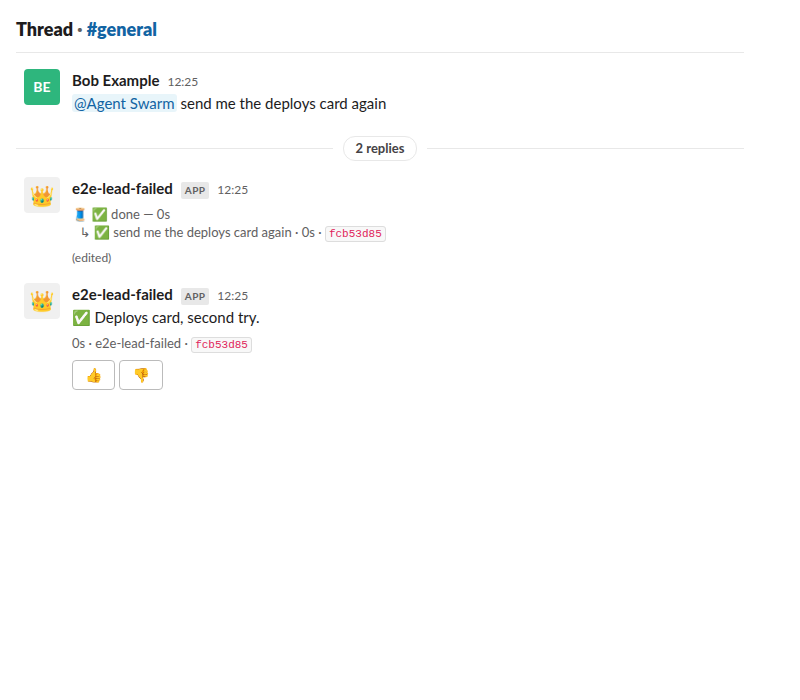 Thread • #general
BE
Bob Example 12:25
@Agent Swarm send me the deploys card again
2 replies
e2e-lead-failed APP 12:25
🧵 ✅ done — 0s
↳ ✅ send me the deploys card again · 0s · fcb53d85
(edited)
e2e-lead-failed APP 12:25
✅ Deploys card, second try.
0s · e2e-lead-failed · fcb53d85
👍 👎